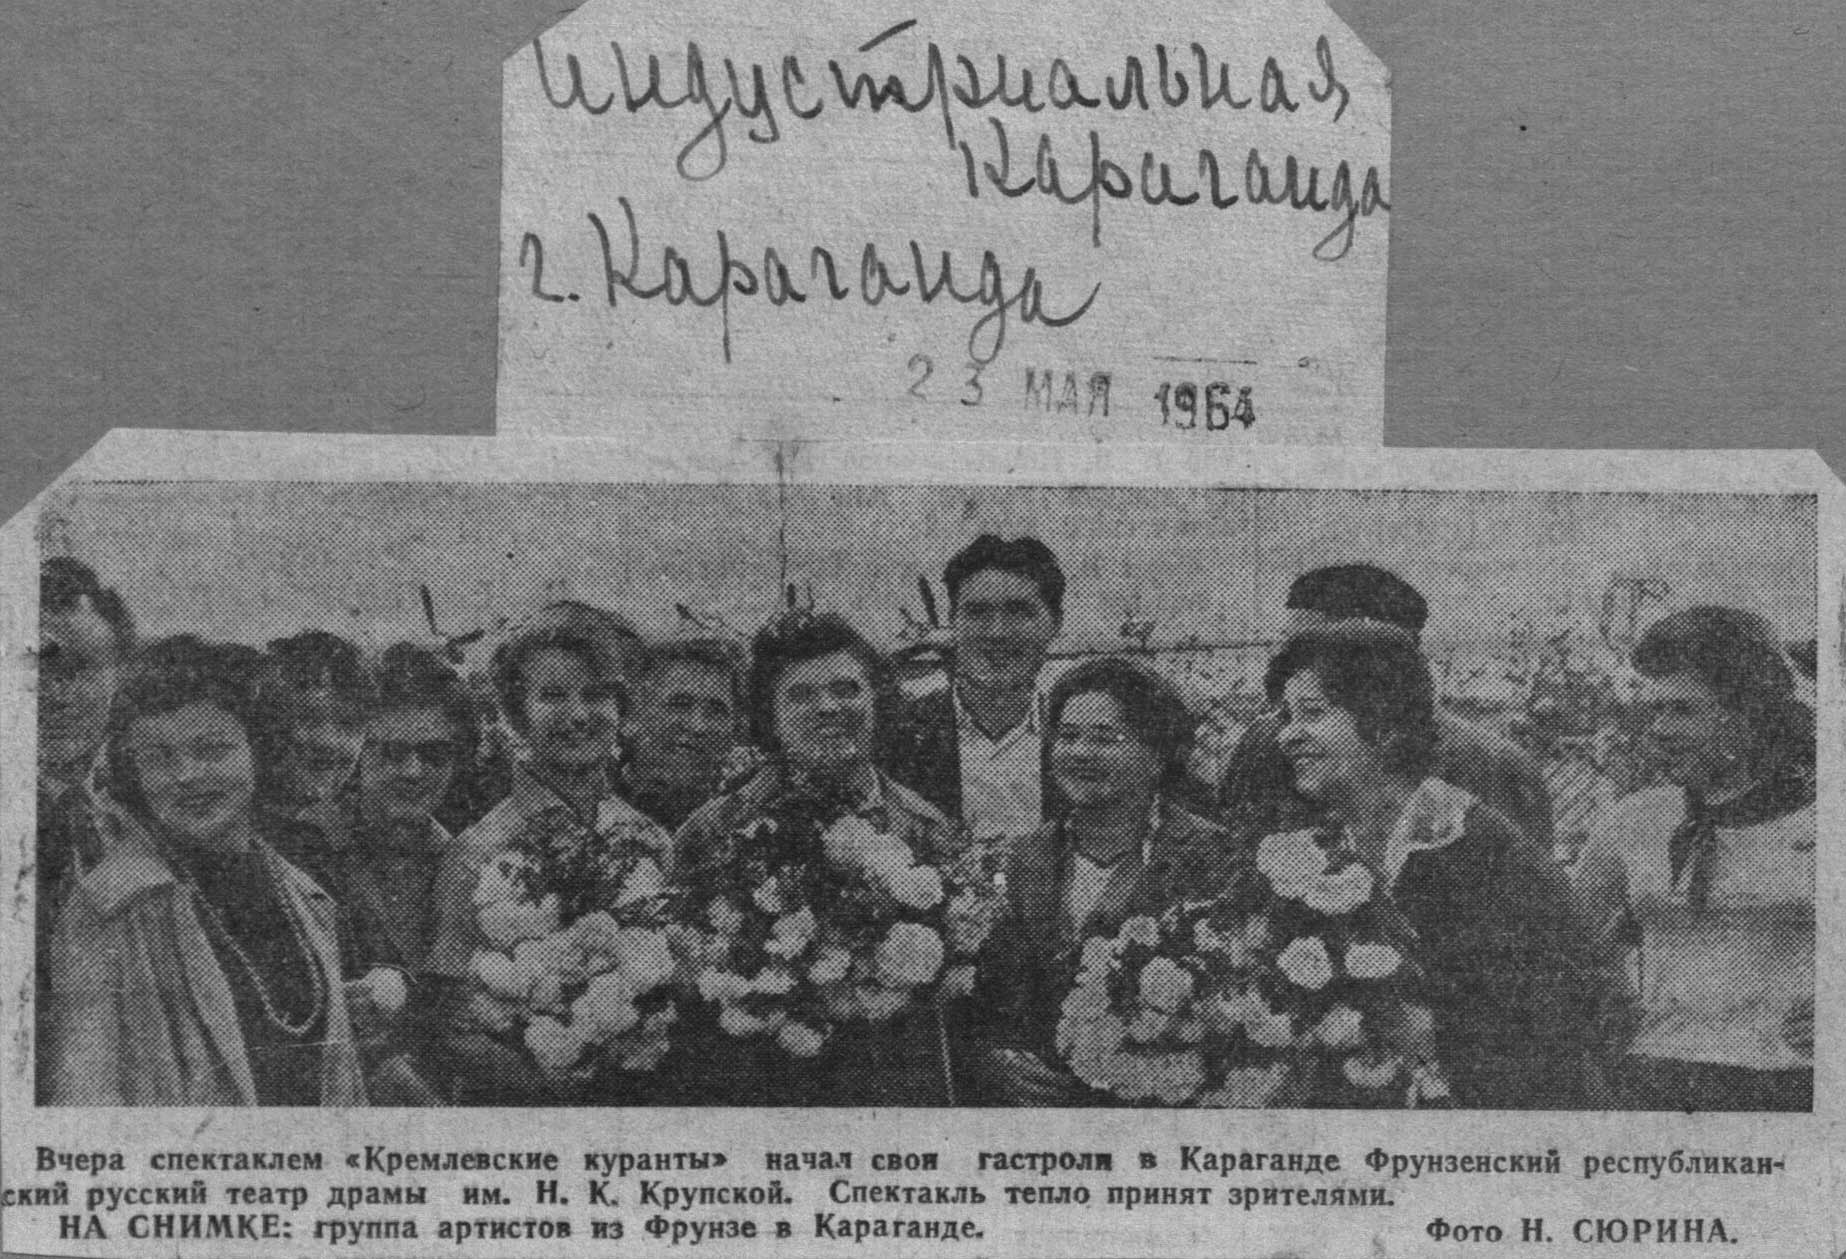 индустриальная
Караганда
г. Караганда
23 МАЯ 1964
Вчера спектаклем «Кремлевские куранты» начал свои гастроли в Караганде Фрунзенский республикан-
ский русский театр драмы им. Н. К. Крупской. Спектакль тепло принят зрителями.
НА СНИМКЕ: группа артистов из Фрунзе в Караганде.
Фото Н. СЮРИНА.